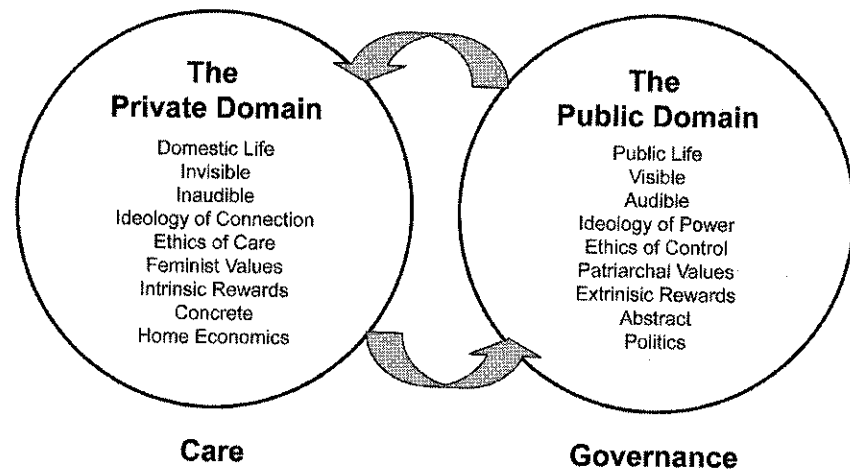 The
Private Domain
Domestic Life
Invisible
Inaudible
Ideology of Connection
Ethics of Care
Feminist Values
Intrinsic Rewards
Concrete
Home Economics
Care
The
Public Domain
Public Life
Visible
Audible
Ideology of Power
Ethics of Control
Patriarchal Values
Extrinisic Rewards
Abstract
Politics
Governance